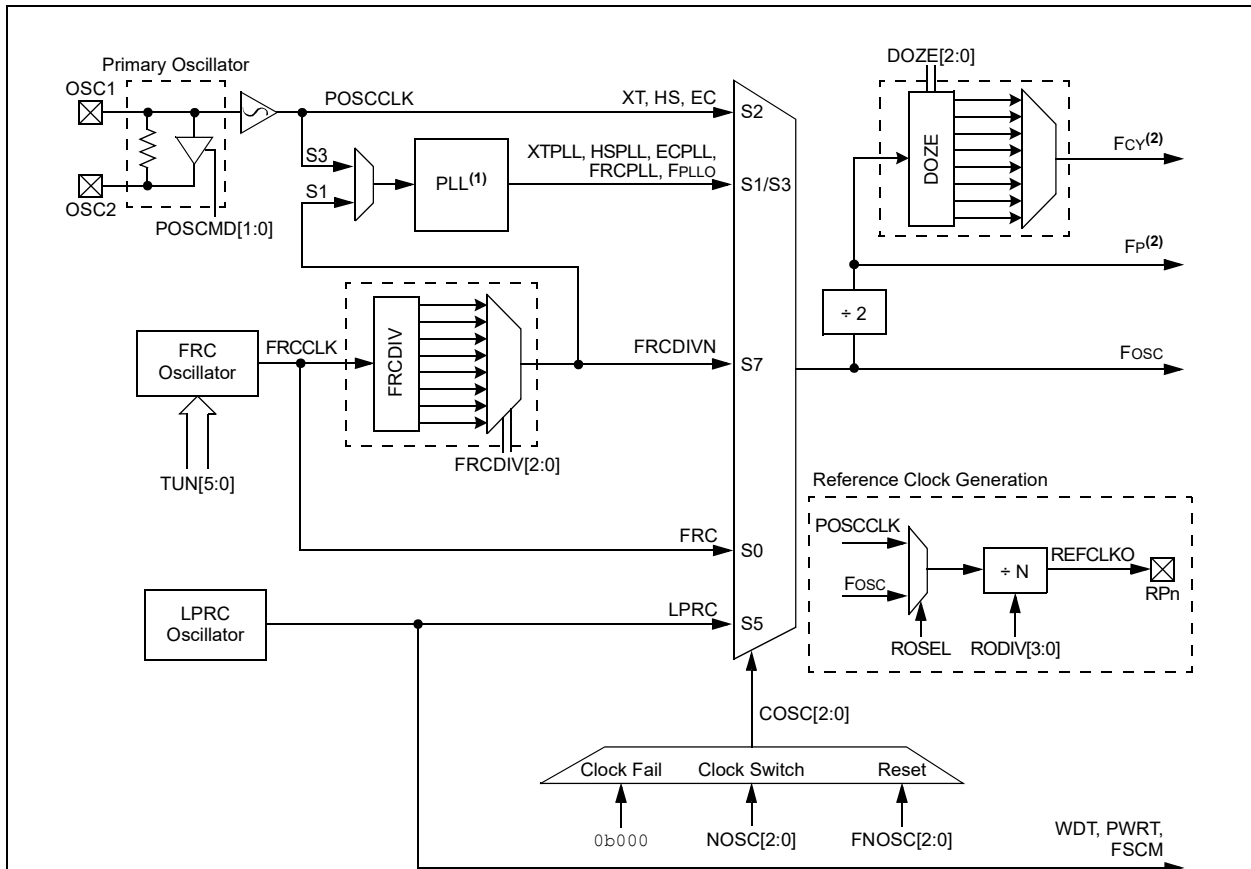 Primary Oscillator
OSC1
OSC2
POSCMD[1:0]
POSCCLK
S3
S1
PLL(1)
XT, HS, EC
XTPLL, HSPLL, ECPLL,
FRCPLL, FPLLO
S2
S1/S3
DOZE[2:0]
DOZE
FCY(2)
FP(2)
÷ 2
FOSC
FRC
Oscillator
FRCCLK
TUN[5:0]
FRCDIV
FRCDIV[2:0]
FRCDIVN
S7
FRC
S0
LPRC
Oscillator
LPRC
S5
Reference Clock Generation
POSCCLK
FOSC
ROSEL
÷ N
RODIV[3:0]
REFCLKO
RPn
COSC[2:0]
Clock Fail
Clock Switch
Reset
0b000
NOSC[2:0]
FNOSC[2:0]
WDT, PWRT,
FSCM